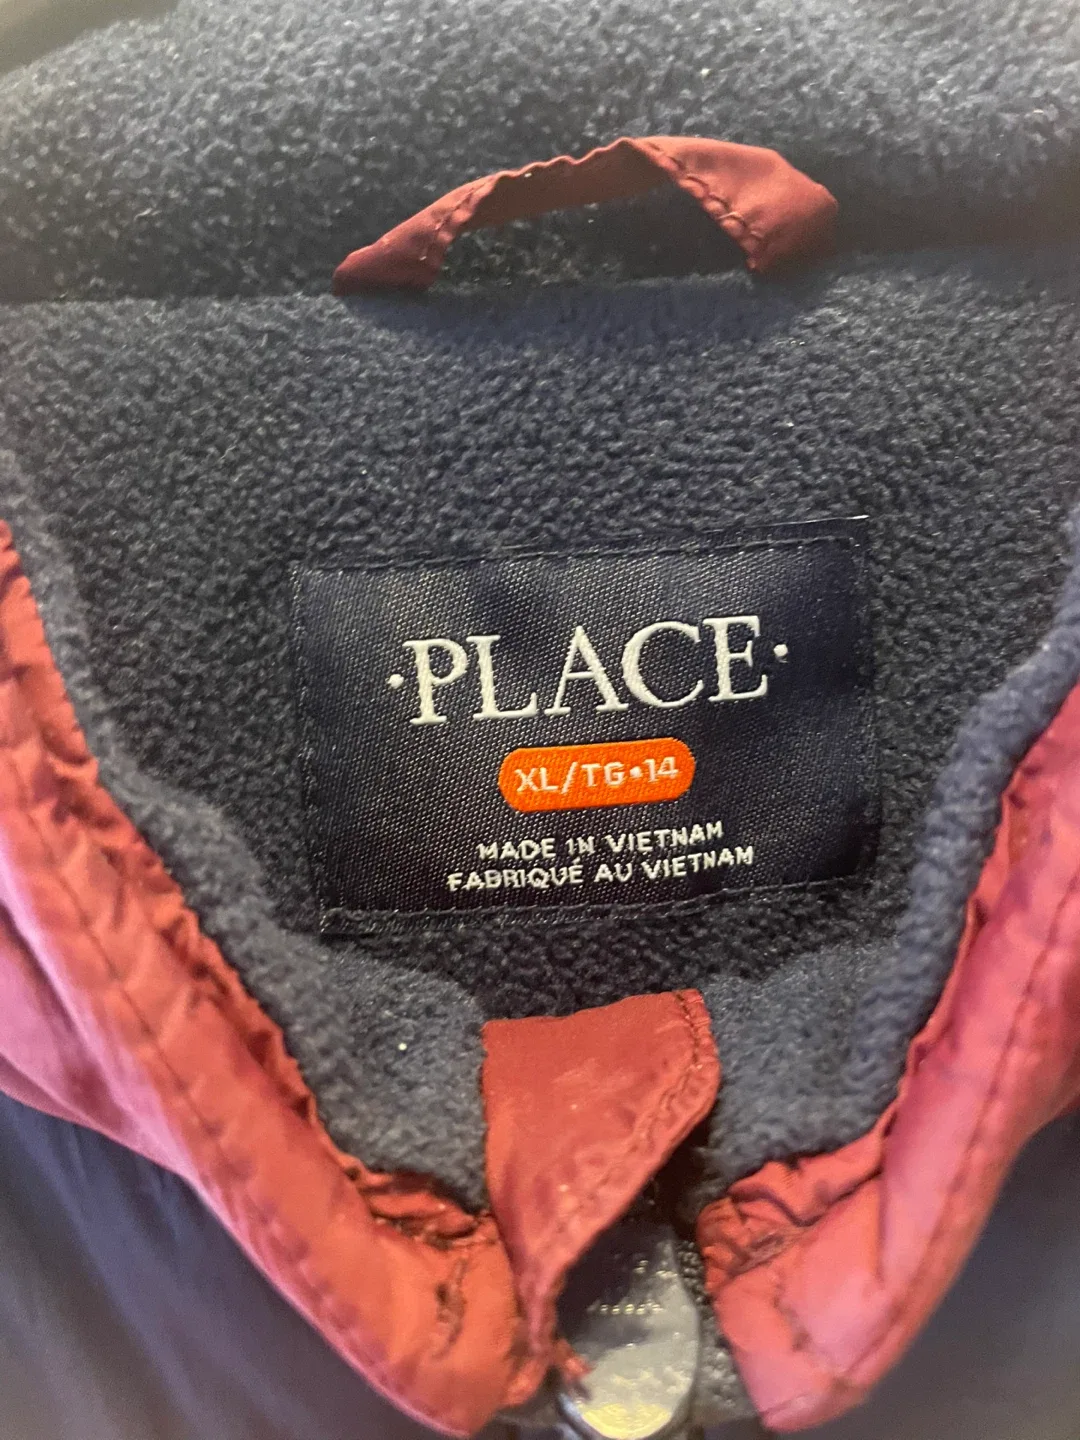 ·PLACE·
XL/TG•14
MADE IN VIETNAM
FABRIQUÉ AU VIETNAM